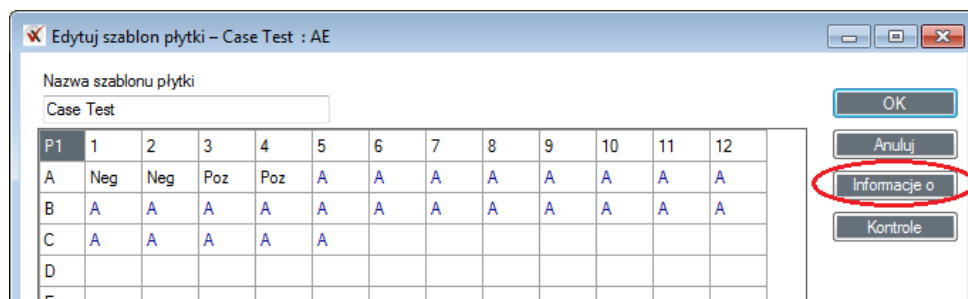 Edytuj szablon płytki – Case Test : AE
Nazwa szablonu płytki
Case Test
OK
P1 1 2 3 4 5 6 7 8 9 10 11 12
Anuluj
A Neg Neg Poz Poz A A A A A A A A
Informacje o
B A A A A A A A A A A A A
Kontrole
C A A A A A
D